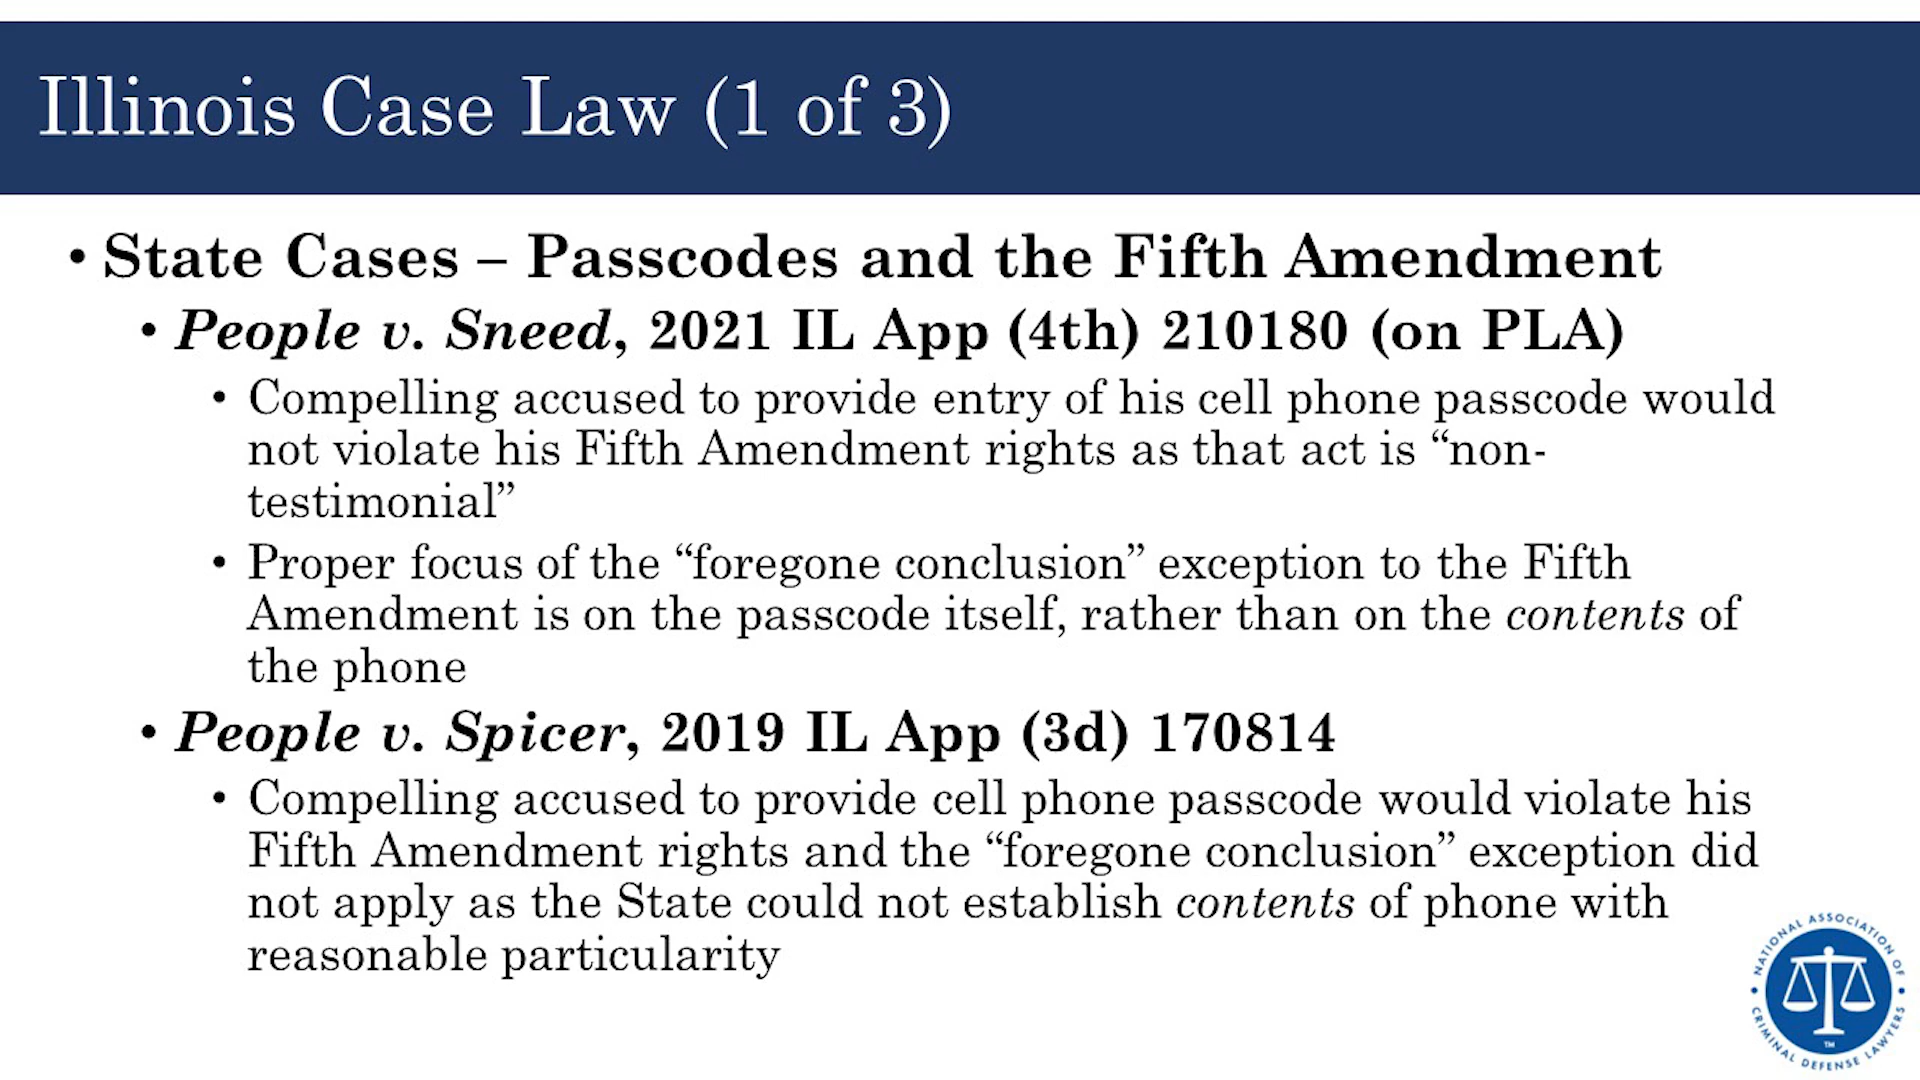 Illinois Case Law (1 of 3)
• State Cases – Passcodes and the Fifth Amendment
• People v. Sneed, 2021 IL App (4th) 210180 (on PLA)
• Compelling accused to provide entry of his cell phone passcode would
not violate his Fifth Amendment rights as that act is “non-
testimonial”
• Proper focus of the “foregone conclusion” exception to the Fifth
Amendment is on the passcode itself, rather than on the contents of
the phone
• People v. Spicer, 2019 IL App (3d) 170814
• Compelling accused to provide cell phone passcode would violate his
Fifth Amendment rights and the “foregone conclusion” exception did
not apply as the State could not establish contents of phone with
reasonable particularity
NATIONAL ASSOCIATION OF
CRIMINAL DEFENSE LAWYERS
TM